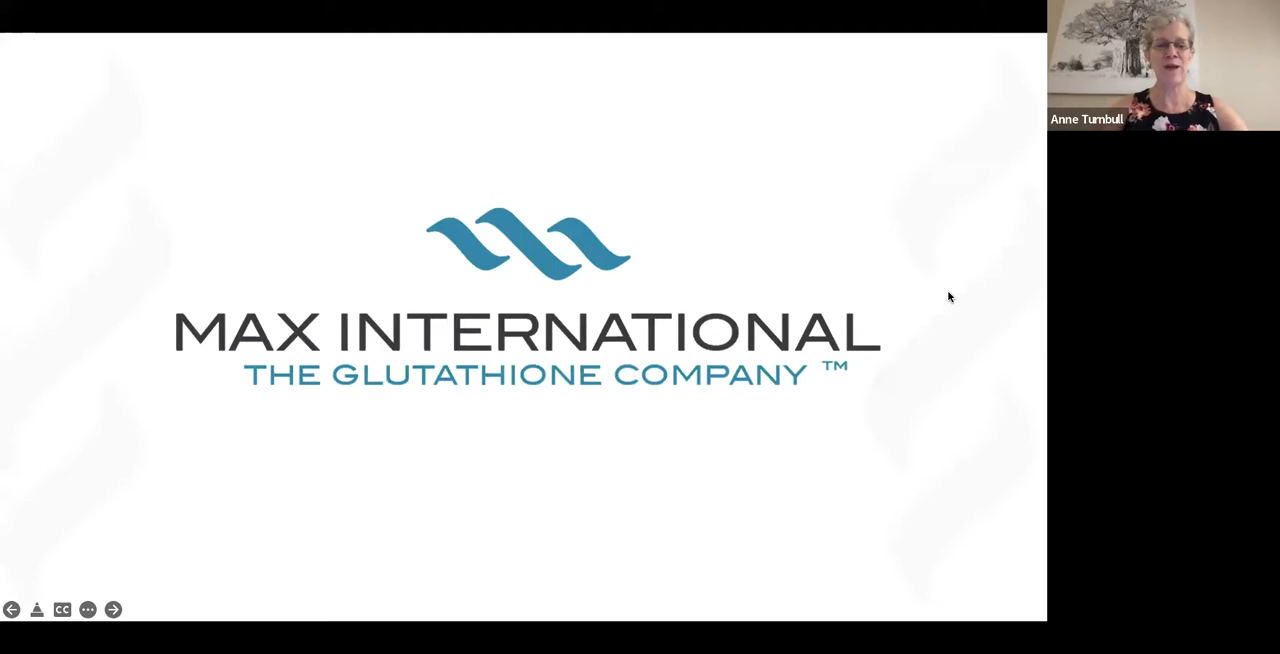 MAX INTERNATIONAL
THE GLUTATHIONE COMPANY ™
Anne Turnbull
CC